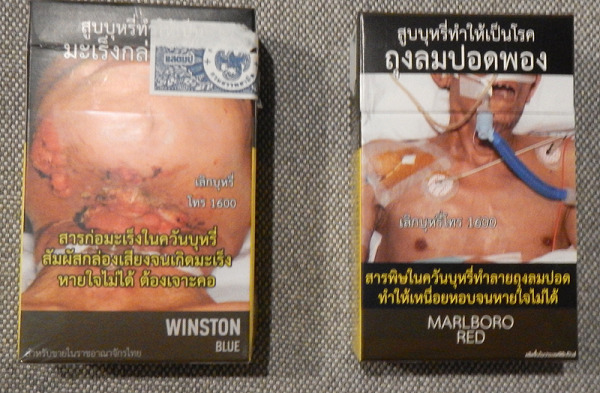 สูบบุหรี่ทำ
มะเร็งกล่
แสตมป์
เลิกบุหรี่
โทร 1600
สารก่อมะเร็งในควันบุหรี่
สัมผัสกล่องเสียงจนเกิดมะเร็ง
หายใจไม่ได้ ต้องเจาะคอ
WINSTON
BLUE
สำหรับขายในราชอาณาจักรไทย
สูบบุหรี่ทำให้เป็นโรค
ถุงลมปอดพอง
เลิกบุหรี่โทร 1600
สารพิษในควันบุหรี่ทำลายถุงลมปอด
ทำให้เหนื่อยหอบจนหายใจไม่ได้
MARLBORO
RED